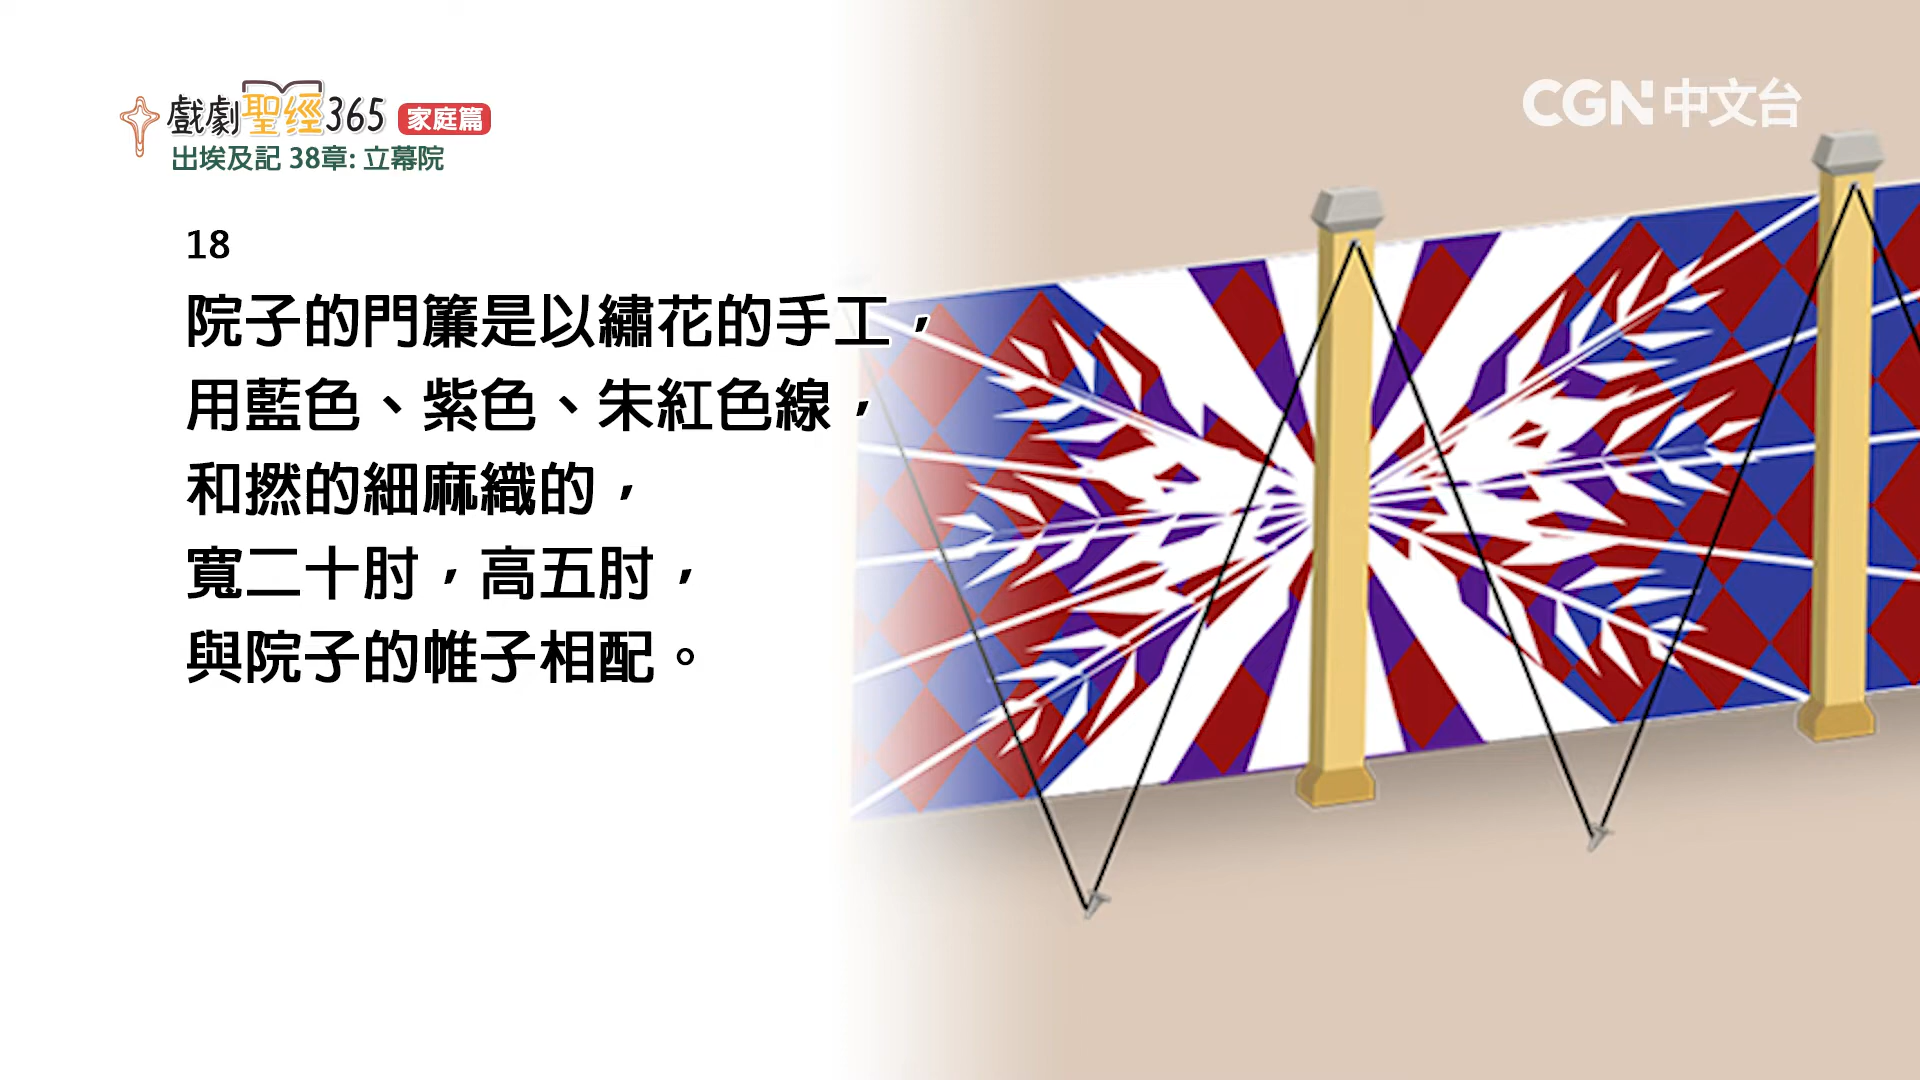 戲劇聖經365 家庭篇
出埃及記 38章: 立幕院
CGN中文台
18
院子的門簾是以繡花的手工，
用藍色、紫色、朱紅色線，
和撚的細麻織的，
寬二十肘，高五肘，
與院子的帷子相配。